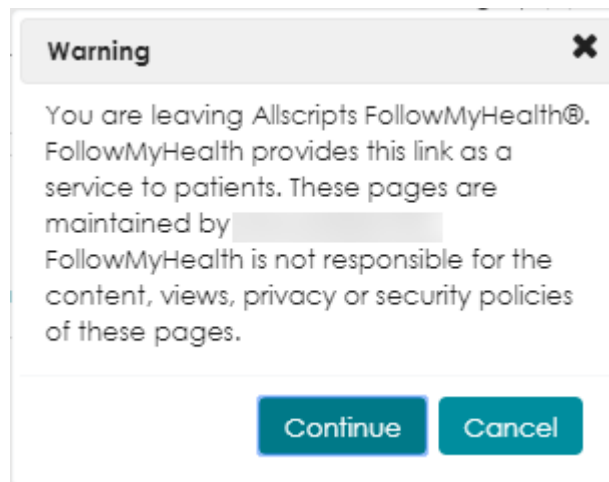 Warning
You are leaving Allscripts FollowMyHealth®.
FollowMyHealth provides this link as a
service to patients. These pages are
maintained by
FollowMyHealth is not responsible for the
content, views, privacy or security policies
of these pages.
Continue Cancel